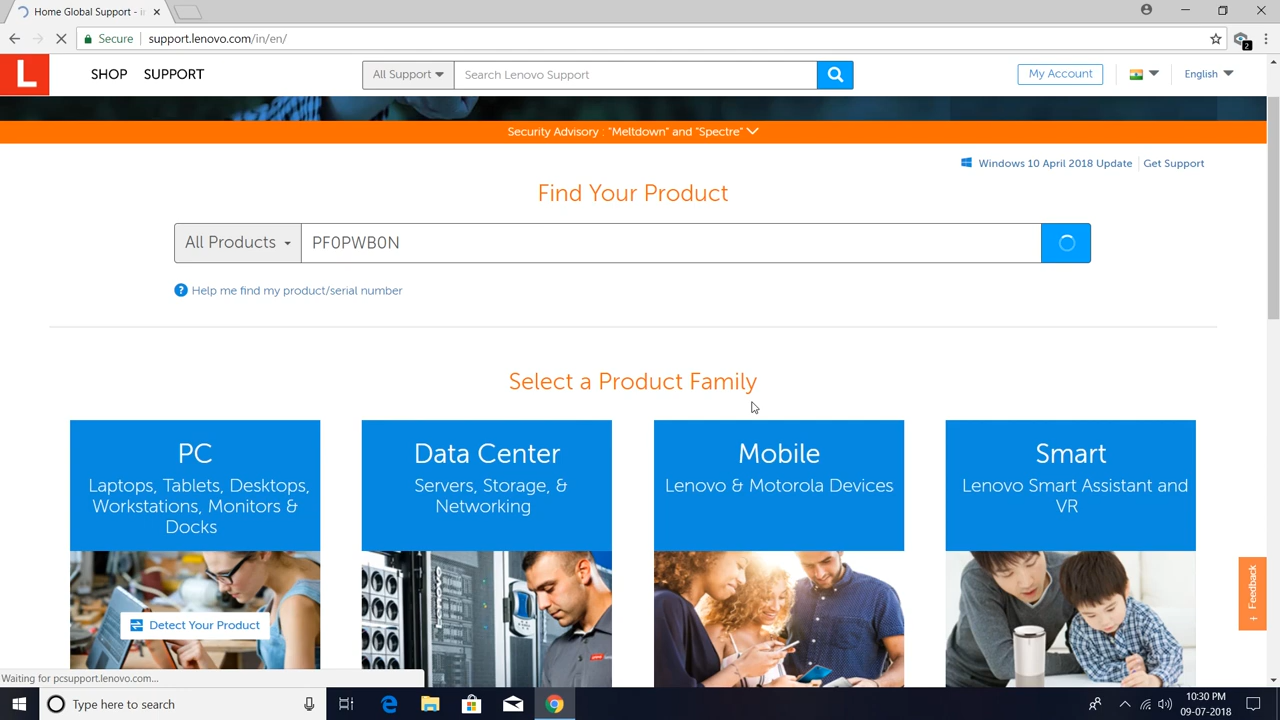 Home Global Support - i
Secure support.lenovo.com/in/en/
2
L SHOP SUPPORT All Support Search Lenovo Support My Account English
Security Advisory : "Meltdown" and "Spectre"
Windows 10 April 2018 Update Get Support
Find Your Product
All Products PF0PWB0N
? Help me find my product/serial number
Select a Product Family
PC
Laptops, Tablets, Desktops,
Workstations, Monitors &
Docks
Detect Your Product
Data Center
Servers, Storage, &
Networking
Mobile
Lenovo & Motorola Devices
Smart
Lenovo Smart Assistant and
VR
+ Feedback
Waiting for pcsupport.lenovo.com...
Type here to search
10:30 PM
09-07-2018